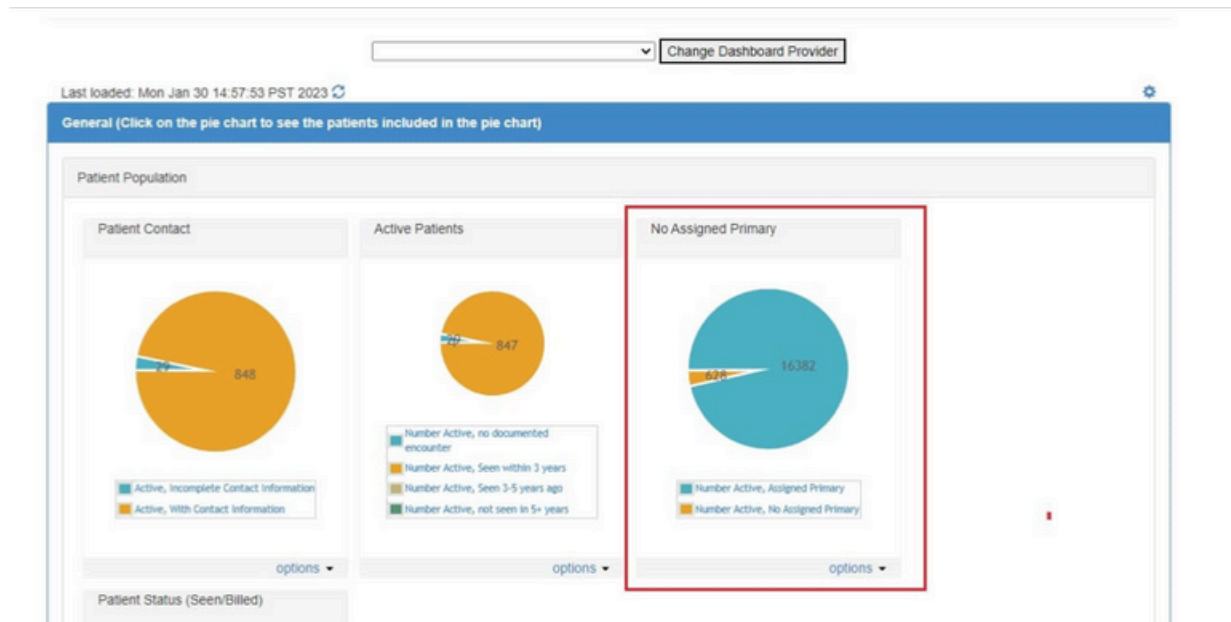 Change Dashboard Provider
Last loaded: Mon Jan 30 14:57:53 PST 2023
General (Click on the pie chart to see the patients included in the pie chart)
Patient Population
Patient Contact
29
848
Active, Incomplete Contact Information
Active, With Contact Information
options
Active Patients
847
Number Active, no documented
encounter
Number Active, Seen within 3 years
Number Active, Seen 3-5 years ago
Number Active, not seen in 5+ years
options
No Assigned Primary
16382
628
Number Active, Assigned Primary
Number Active, No Assigned Primary
options
Patient Status (Seen/Billed)